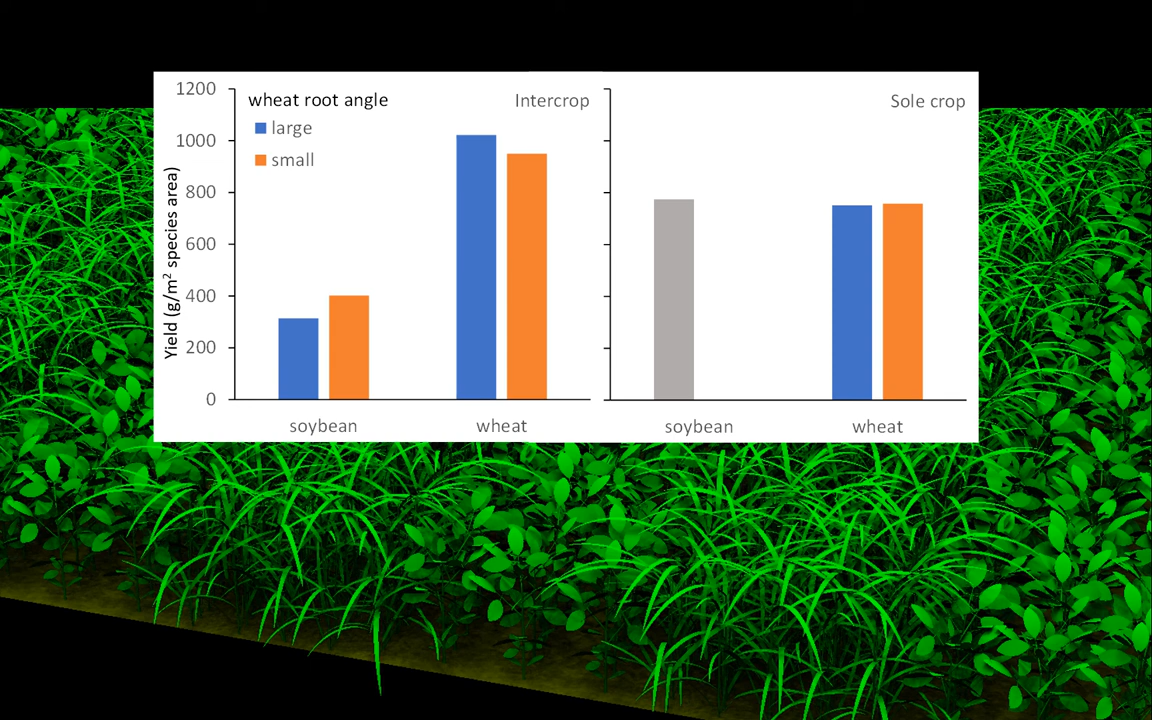 wheat root angle
large
small
Intercrop
Sole crop
Yield (g/m² species area)
1200
1000
800
600
400
200
0
soybean
wheat
soybean
wheat